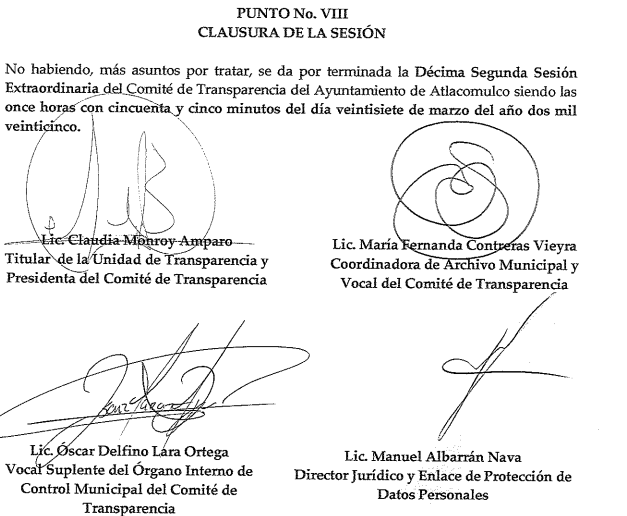 PUNTO No. VIII
CLAUSURA DE LA SESIÓN
No habiendo, más asuntos por tratar, se da por terminada la Décima Segunda Sesión
Extraordinaria del Comité de Transparencia del Ayuntamiento de Atlacomulco siendo las
once horas con cincuenta y cinco minutos del día veintisiete de marzo del año dos mil
veinticinco.
Lic. Claudia Monroy Amparo
Titular de la Unidad de Transparencia y
Presidenta del Comité de Transparencia
Lic. María Fernanda Contreras Vieyra
Coordinadora de Archivo Municipal y
Vocal del Comité de Transparencia
Lic. Óscar Delfino Lara Ortega
Vocal Suplente del Órgano Interno de
Control Municipal del Comité de
Transparencia
Lic. Manuel Albarrán Nava
Director Jurídico y Enlace de Protección de
Datos Personales